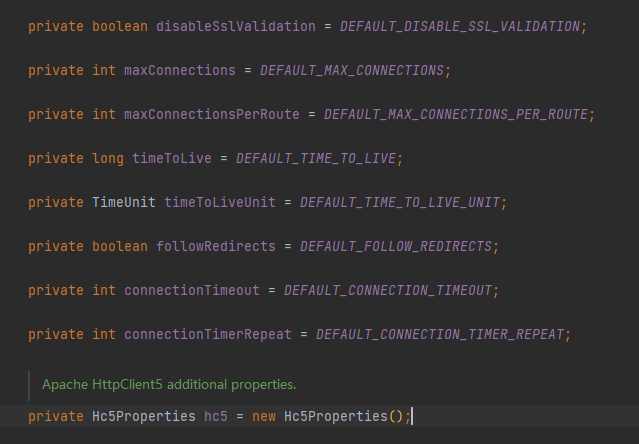 private boolean disableSslValidation = DEFAULT_DISABLE_SSL_VALIDATION;
private int maxConnections = DEFAULT_MAX_CONNECTIONS;
private int maxConnectionsPerRoute = DEFAULT_MAX_CONNECTIONS_PER_ROUTE;
private long timeToLive = DEFAULT_TIME_TO_LIVE;
private TimeUnit timeToLiveUnit = DEFAULT_TIME_TO_LIVE_UNIT;
private boolean followRedirects = DEFAULT_FOLLOW_REDIRECTS;
private int connectionTimeout = DEFAULT_CONNECTION_TIMEOUT;
private int connectionTimerRepeat = DEFAULT_CONNECTION_TIMER_REPEAT;
Apache HttpClient5 additional properties.
private Hc5Properties hc5 = new Hc5Properties();